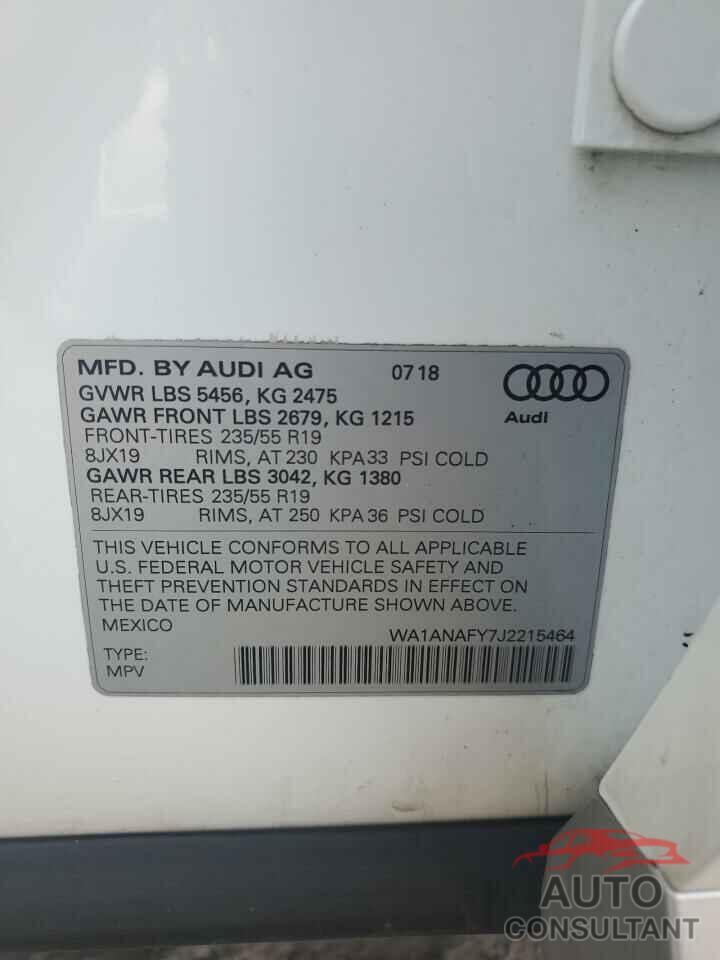 MFD. BY AUDI AG 07 18
GVWR LBS 5456, KG 2475
GAWR FRONT LBS 2679, KG 1215
Audi
FRONT-TIRES 235/55 R19
8JX19 RIMS, AT 230 KPA33 PSI COLD
GAWR REAR LBS 3042, KG 1380
REAR-TIRES 235/55 R19
8JX19 RIMS, AT 250 KPA36 PSI COLD
THIS VEHICLE CONFORMS TO ALL APPLICABLE
U.S. FEDERAL MOTOR VEHICLE SAFETY AND
THEFT PREVENTION STANDARDS IN EFFECT ON
THE DATE OF MANUFACTURE SHOWN ABOVE.
MEXICO WA1ANAFY7J2215464
TYPE:
MPV
AUTO
CONSULTANT